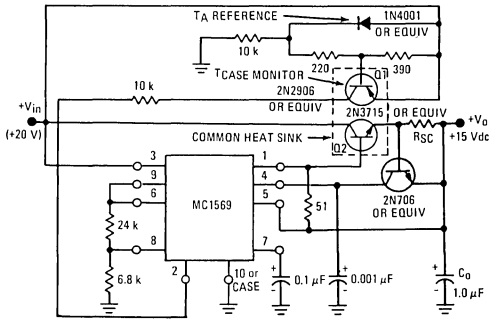 TA REFERENCE
1N4001
OR EQUIV
10 k
220
390
TCASE MONITOR
Q1
10 k
2N2906
OR EQUIV
2N3715
OR EQUIV
+Vin
(+20 V)
COMMON HEAT SINK
Q2
RSC
+Vo
+15 Vdc
3
1
9
4
6
MC1569
5
51
2N706
OR EQUIV
24 k
8
7
2
10 or
CASE
6.8 k
+
0.1 µF
+
0.001 µF
-
+
Co
-
1.0 µF